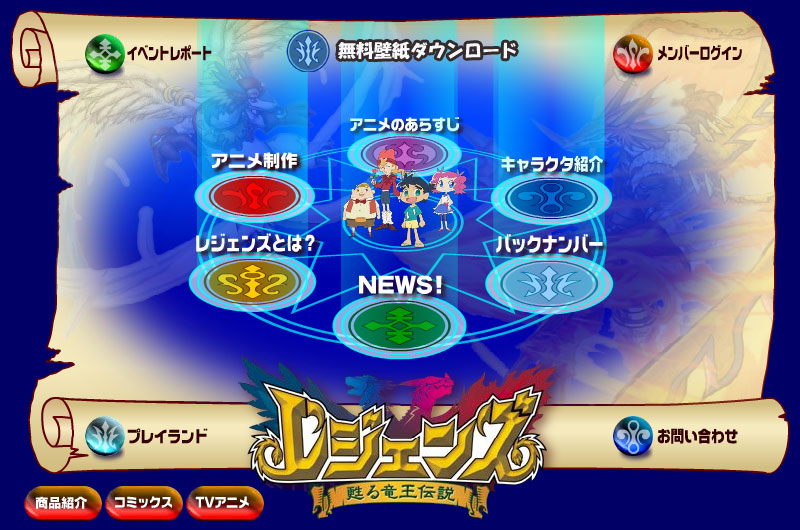 イベントレポート
無料壁紙ダウンロード
メンバーログイン
アニメのあらすじ
アニメ制作
キャラクタ紹介
レジェンズとは?
バックナンバー
NEWS!
レジェンズ
甦る竜王伝説
プレイランド
お問い合わせ
商品紹介
コミックス
TVアニメ